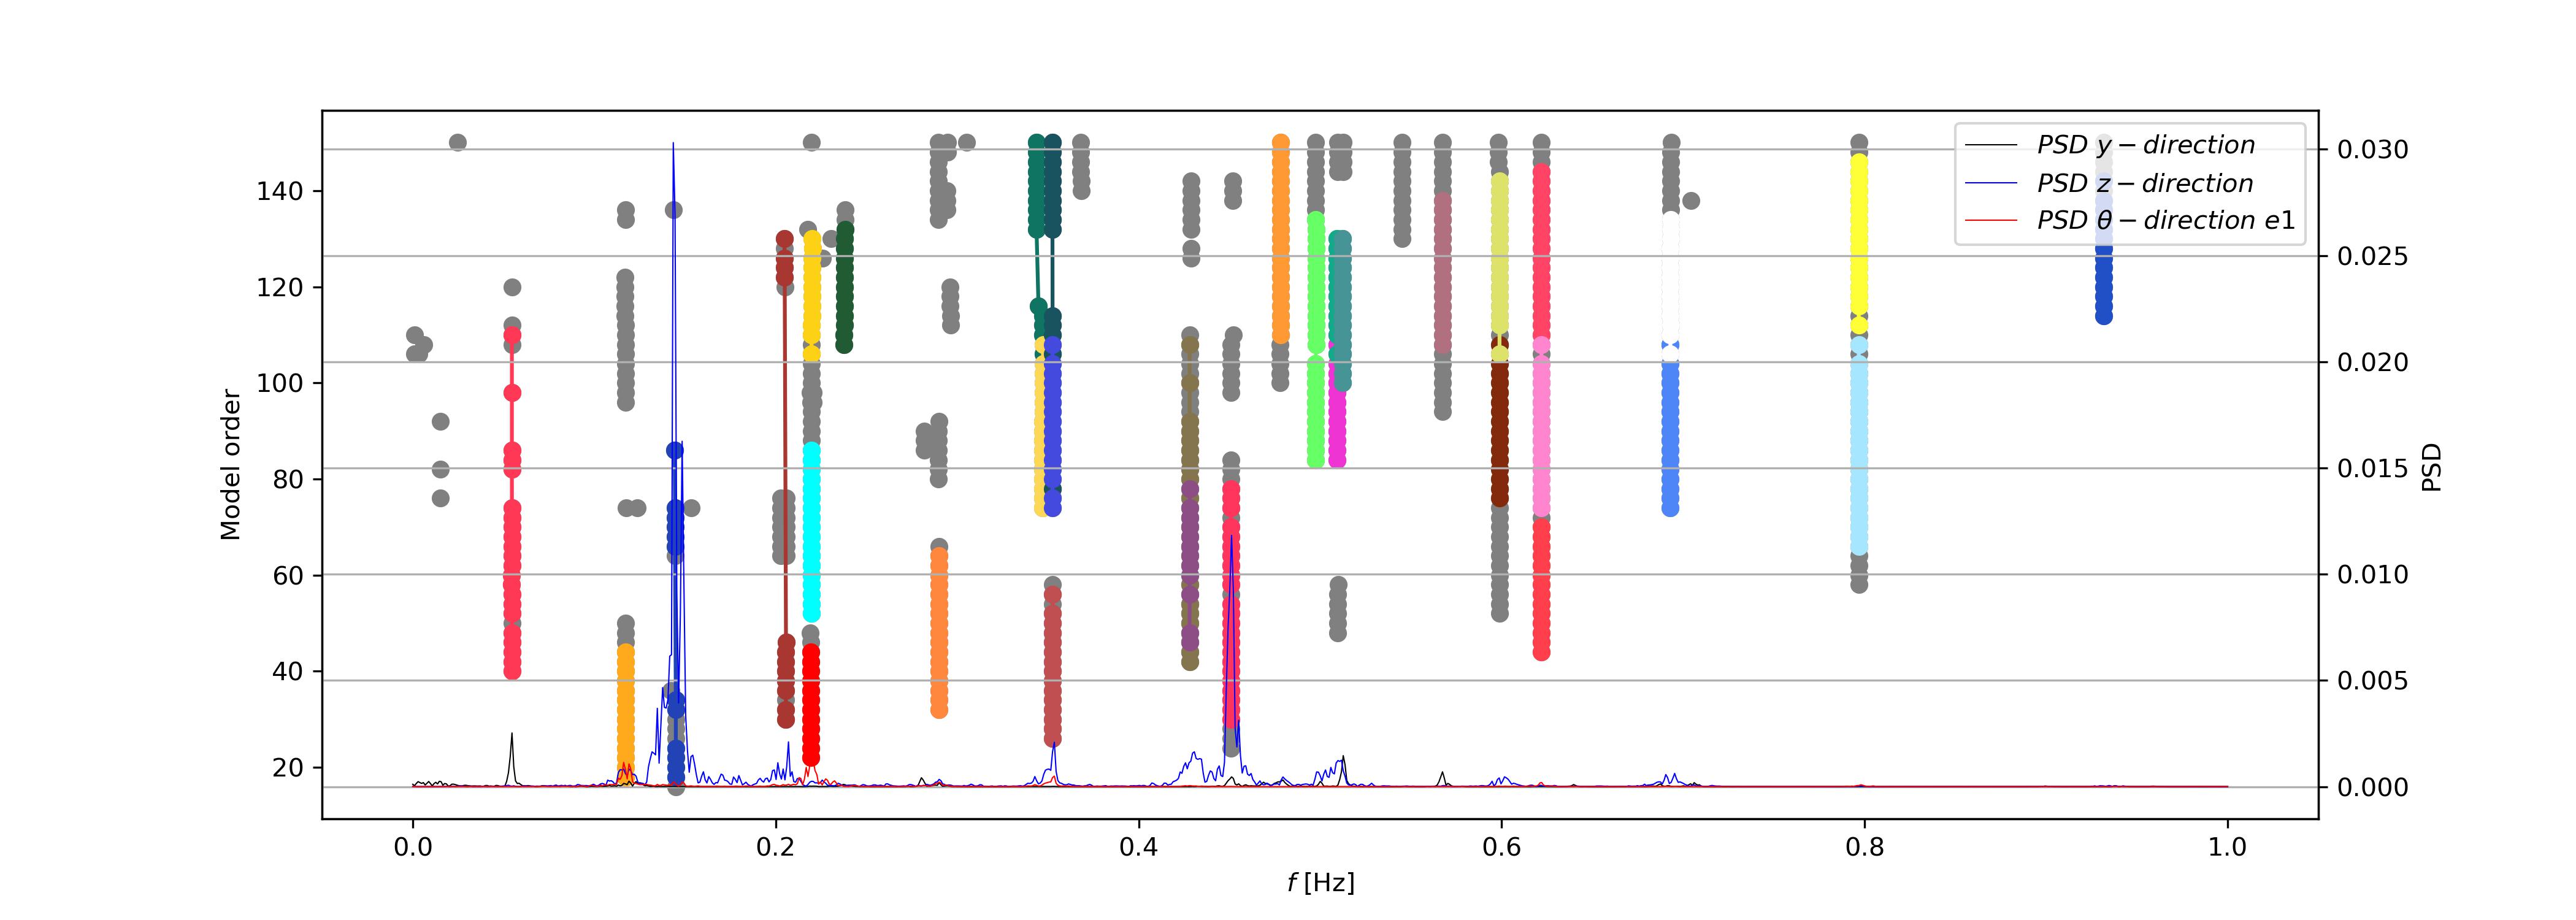 PSD y − direction
PSD z − direction
PSD θ − direction e1
140
120
100
80
60
40
20
Model order
0.030
0.025
0.020
0.015
0.010
0.005
0.000
PSD
0.0 0.2 0.4 0.6 0.8 1.0
f [Hz]